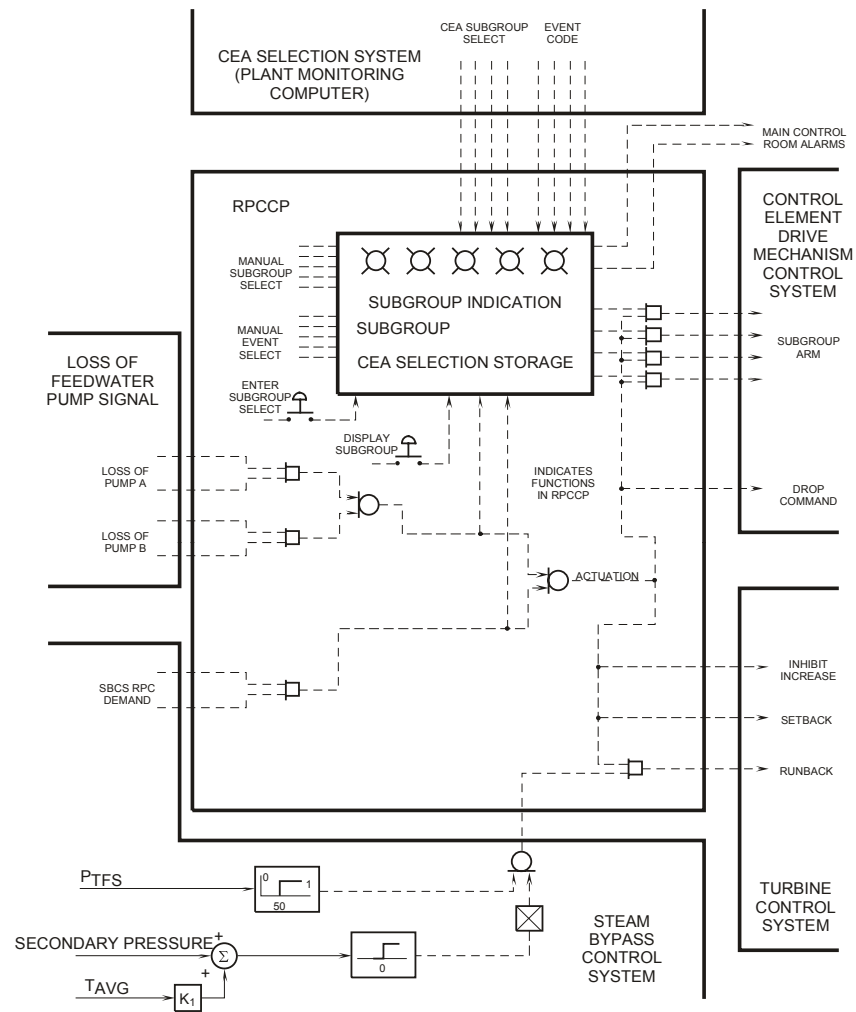 CEA SELECTION SYSTEM
(PLANT MONITORING
COMPUTER)
CEA SUBGROUP
SELECT
EVENT
CODE
MAIN CONTROL
ROOM ALARMS
RPCCP
CONTROL
ELEMENT
DRIVE
MECHANISM
CONTROL
SYSTEM
MANUAL
SUBGROUP
SELECT
SUBGROUP INDICATION
SUBGROUP
CEA SELECTION STORAGE
MANUAL
EVENT
SELECT
SUBGROUP
ARM
LOSS OF
FEEDWATER
PUMP SIGNAL
ENTER
SUBGROUP
SELECT
DISPLAY
SUBGROUP
INDICATES
FUNCTIONS
IN RPCCP
LOSS OF
PUMP A
DROP
COMMAND
LOSS OF
PUMP B
ACTUATION
SBCS RPC
DEMAND
INHIBIT
INCREASE
SETBACK
RUNBACK
PTFS
0
1
50
TURBINE
CONTROL
SYSTEM
STEAM
BYPASS
CONTROL
SYSTEM
SECONDARY PRESSURE
+
Σ
+
0
TAVG
K1